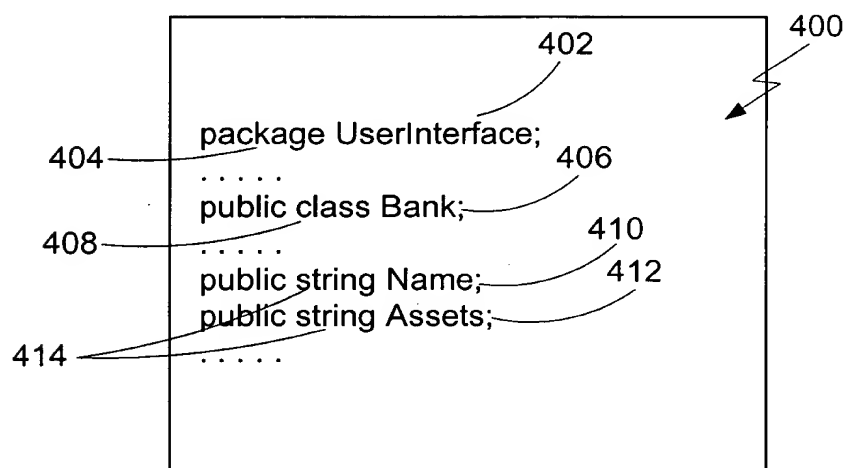 400
402
package UserInterface;
404
406
. . . . .
public class Bank;
408
410
. . . . .
public string Name;
412
public string Assets;
414
. . . . .